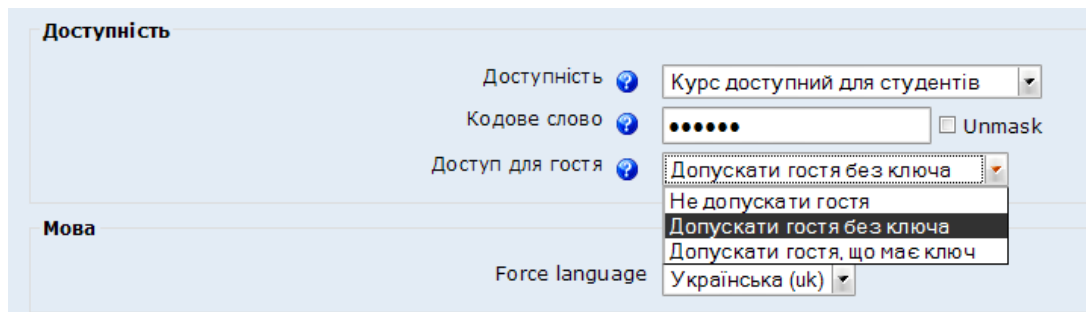 Доступність
Доступність Курс доступний для студентів
Кодове слово •••••• Unmask
Доступ для гостя Допускати гостя без ключа
Не допускати гостя
Допускати гостя без ключа
Допускати гостя, що має ключ
Мова
Force language Українська (uk)